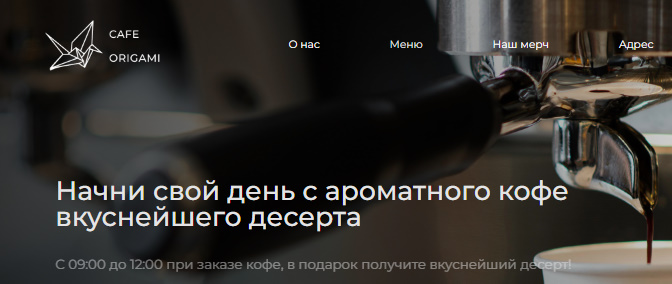 CAFE
ORIGAMI
О нас
Меню
Наш мерч
Адрес
Начни свой день с ароматного кофе
вкуснейшего десерта
С 09:00 до 12:00 при заказе кофе, в подарок получите вкуснейший десерт!